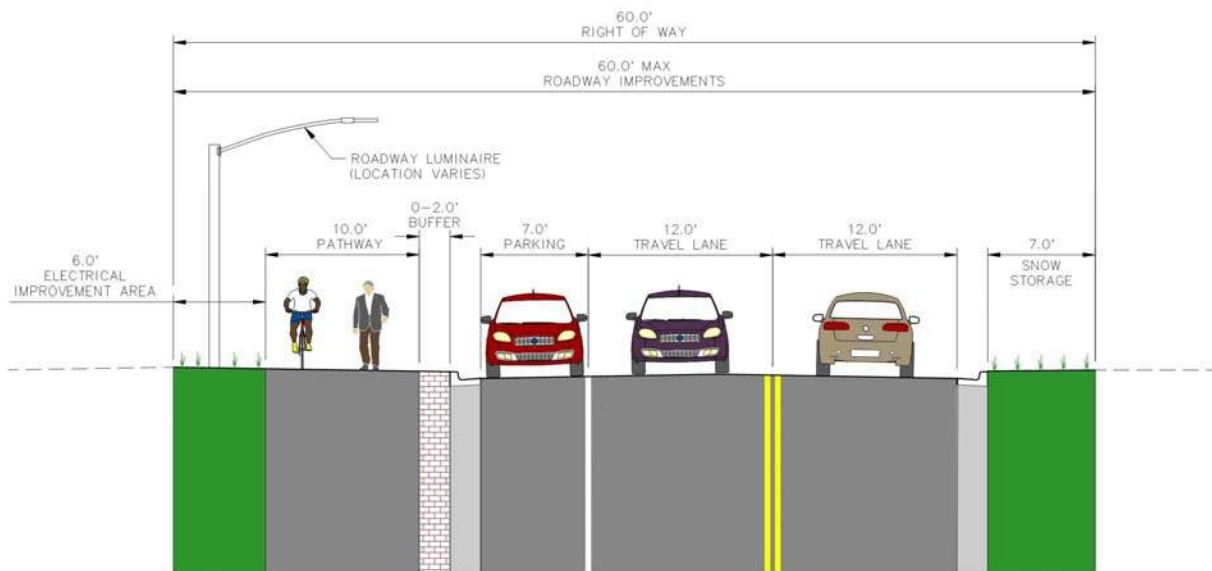 60.0'
RIGHT OF WAY
60.0' MAX
ROADWAY IMPROVEMENTS
ROADWAY LUMINAIRE
(LOCATION VARIES)
0-2.0'
BUFFER
10.0'
PATHWAY
7.0'
PARKING
12.0'
TRAVEL LANE
12.0'
TRAVEL LANE
7.0'
SNOW
STORAGE
6.0'
ELECTRICAL
IMPROVEMENT AREA